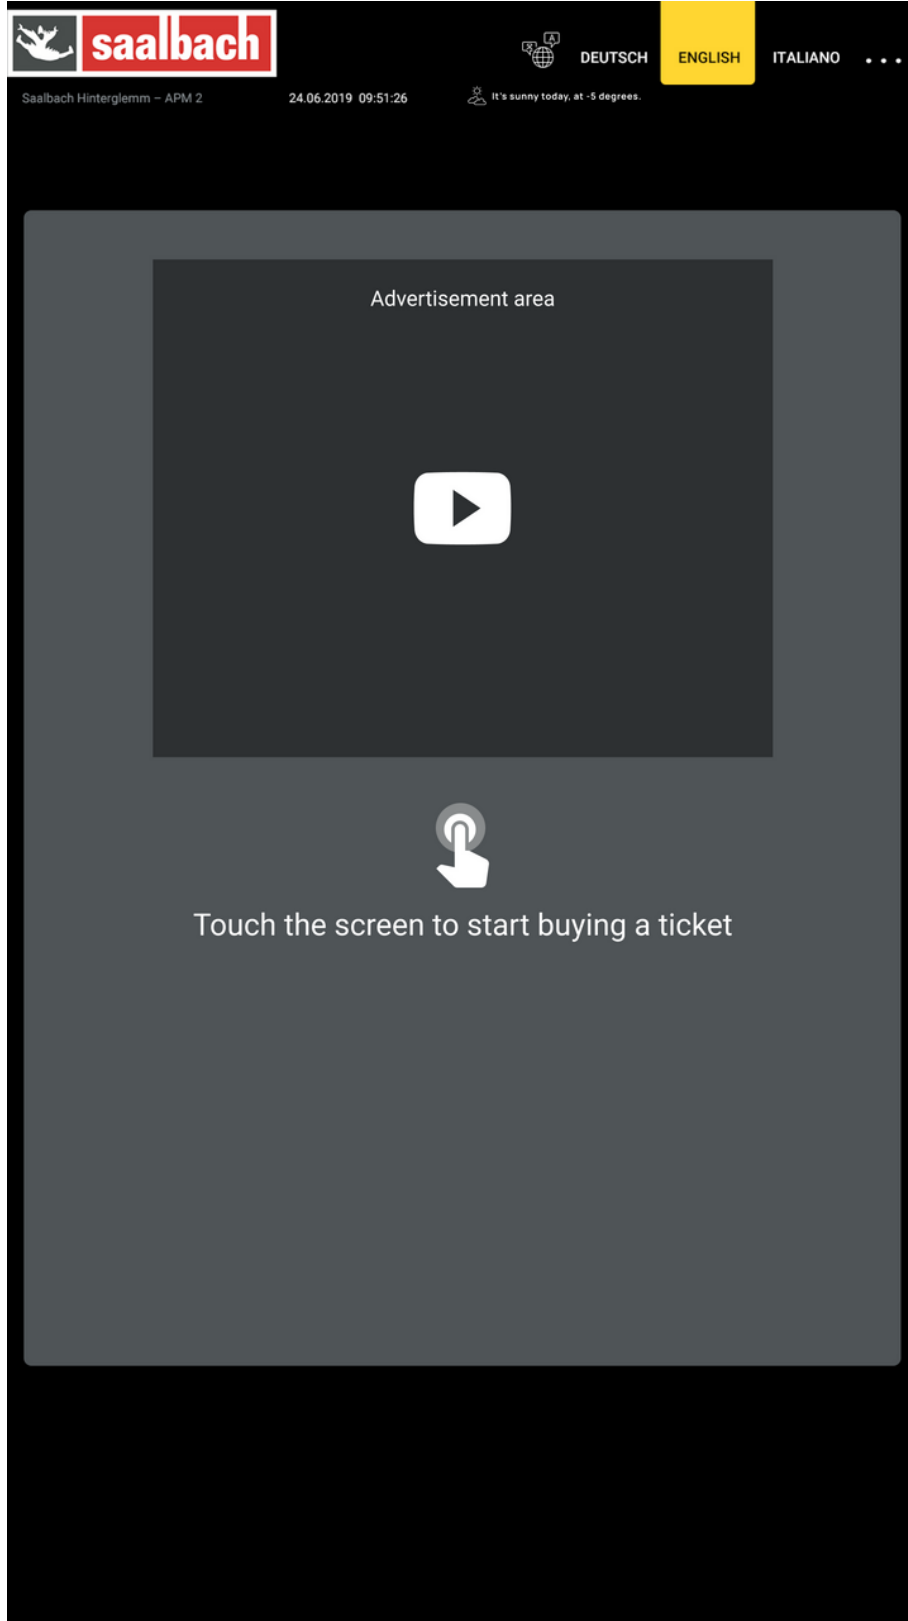 saalbach
DEUTSCH ENGLISH ITALIANO ...
Saalbach Hinterglemm – APM 2 24.06.2019 09:51:26 It's sunny today, at -5 degrees.
Advertisement area
Touch the screen to start buying a ticket